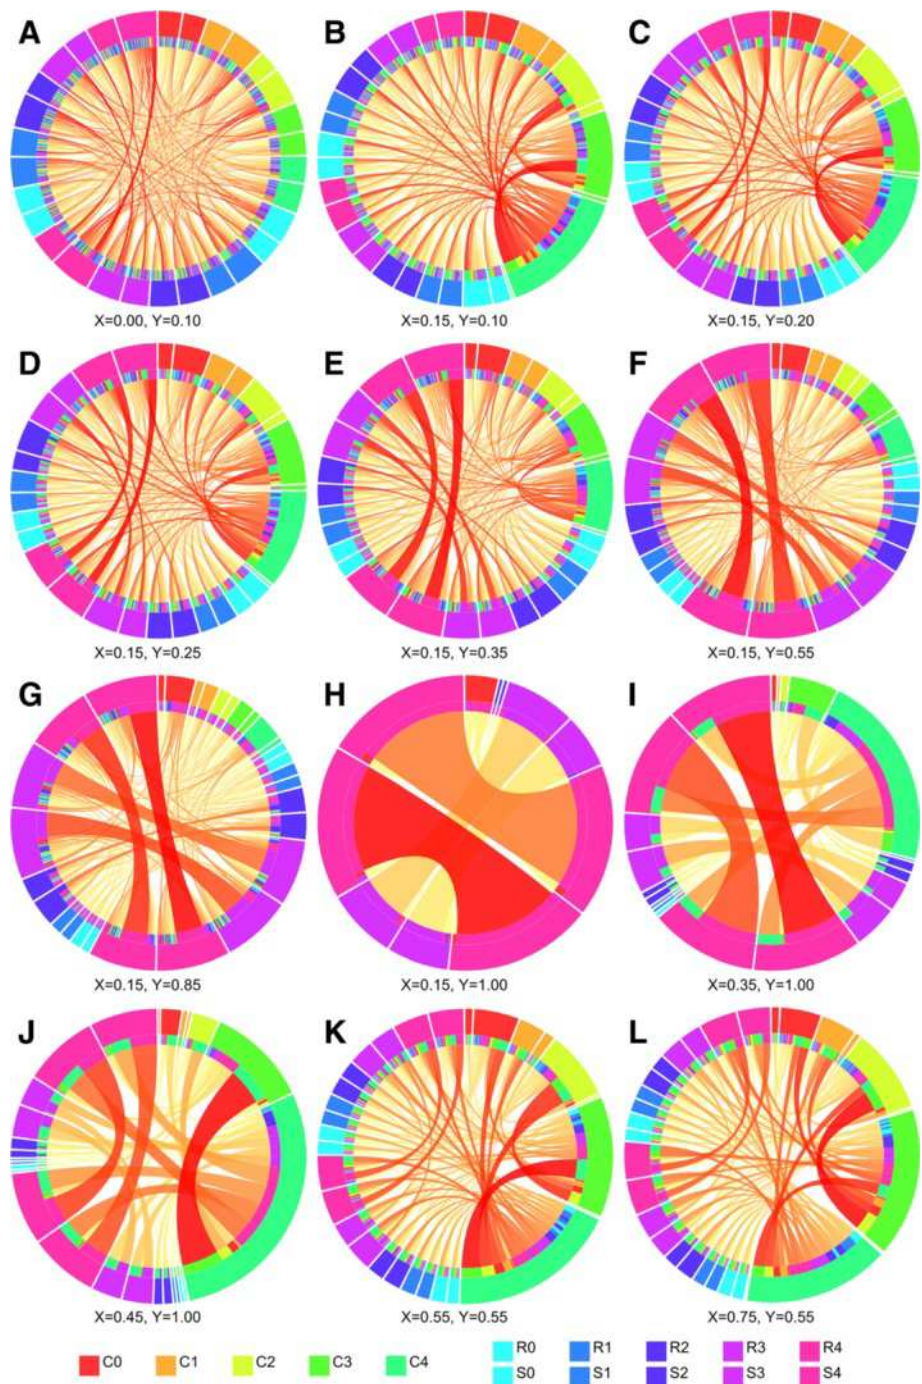 A B C
X=0.00, Y=0.10 X=0.15, Y=0.10 X=0.15, Y=0.20
D E F
X=0.15, Y=0.25 X=0.15, Y=0.35 X=0.15, Y=0.55
G H I
X=0.15, Y=0.85 X=0.15, Y=1.00 X=0.35, Y=1.00
J K L
X=0.45, Y=1.00 X=0.55, Y=0.55 X=0.75, Y=0.55
C0 C1 C2 C3 C4 R0 R1 R2 R3 R4
S0 S1 S2 S3 S4